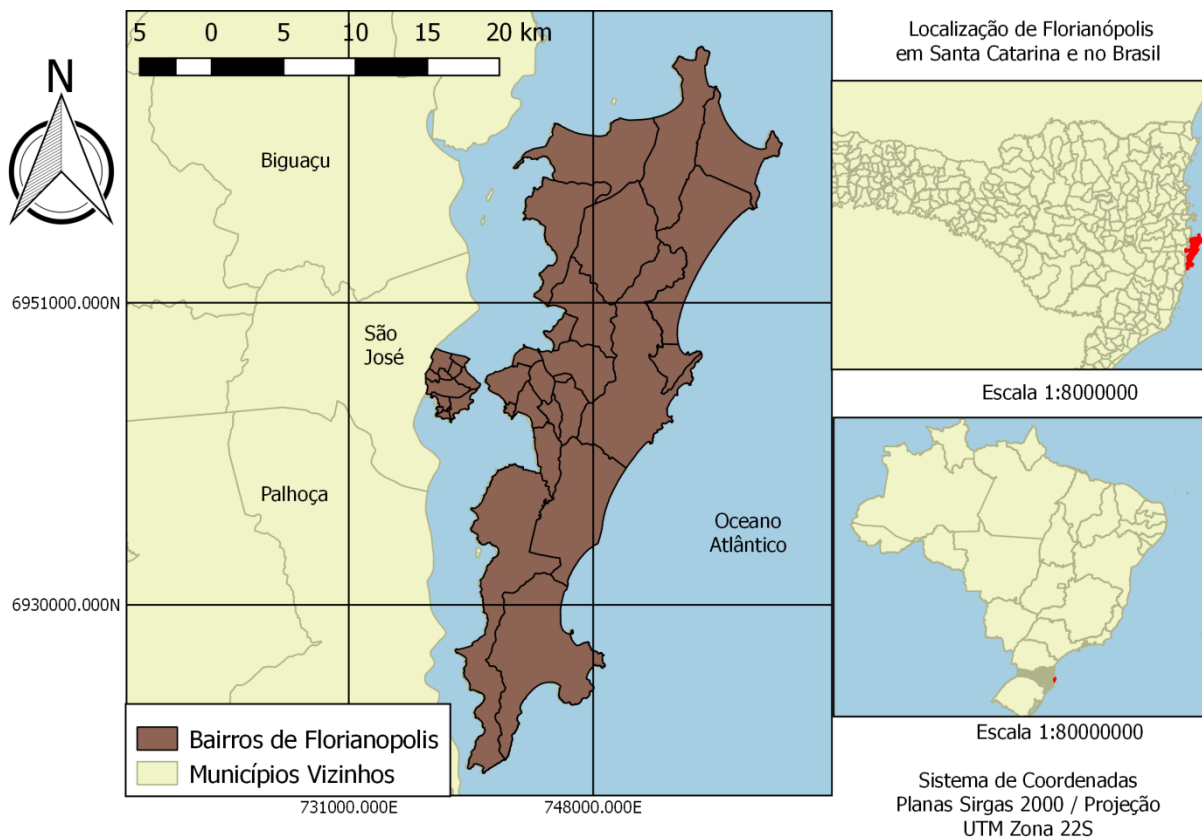 5 0 5 10 15 20 km
N
Biguaçu
6951000.000N
São
José
Palhoça
Oceano
Atlântico
6930000.000N
Bairros de Florianopolis
Municípios Vizinhos
731000.000E 748000.000E
Localização de Florianópolis
em Santa Catarina e no Brasil
Escala 1:8000000
Escala 1:80000000
Sistema de Coordenadas
Planas Sirgas 2000 / Projeção
UTM Zona 22S